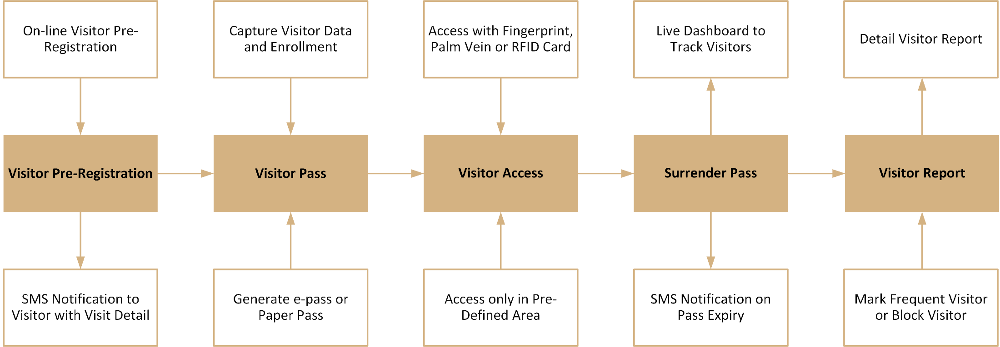 On-line Visitor Pre-
Registration
Capture Visitor Data
and Enrollment
Access with Fingerprint,
Palm Vein or RFID Card
Live Dashboard to
Track Visitors
Detail Visitor Report
Visitor Pre-Registration
Visitor Pass
Visitor Access
Surrender Pass
Visitor Report
SMS Notification to
Visitor with Visit Detail
Generate e-pass or
Paper Pass
Access only in Pre-
Defined Area
SMS Notification on
Pass Expiry
Mark Frequent Visitor
or Block Visitor